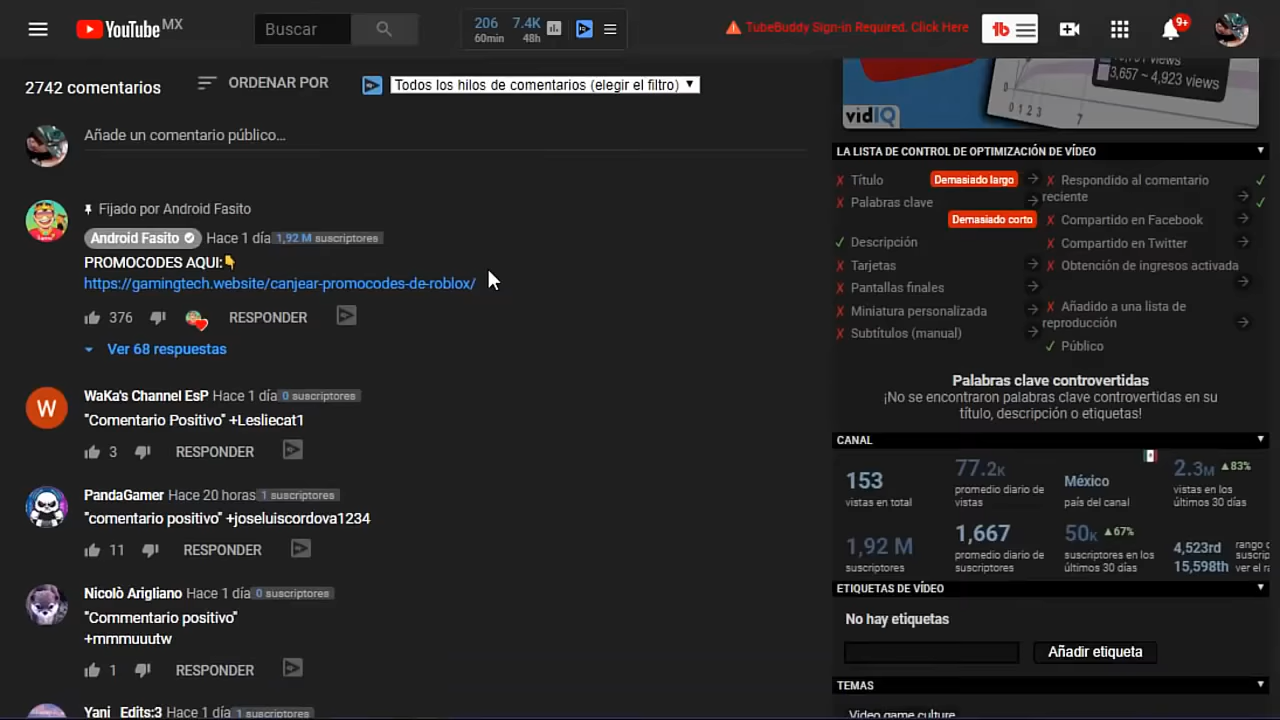 YouTube MX
Buscar
206 7.4K
60min 48h
TubeBuddy Sign-in Required. Click Here
tb
9+
2742 comentarios
ORDENAR POR
Todos los hilos de comentarios (elegir el filtro)
Añade un comentario público...
Fijado por Android Fasito
Android Fasito Hace 1 día 1,92 M suscriptores
PROMOCODES AQUI:👇
https://gamingtech.website/canjear-promocodes-de-roblox/
376 RESPONDER
Ver 68 respuestas
W
WaKa's Channel EsP Hace 1 día 0 suscriptores
"Comentario Positivo" +Lesliecat1
3 RESPONDER
PandaGamer Hace 20 horas 1 suscriptores
"comentario positivo" +joseluiscordova1234
11 RESPONDER
Nicolò Arigliano Hace 1 día 0 suscriptores
"Commentario positivo"
+mmmuuutw
1 RESPONDER
Yani_Edits:3 Hace 1 día 1 suscriptores
views
3,657 ~ 4,923 views
0
0 1 2 3 7
vidIQ
LA LISTA DE CONTROL DE OPTIMIZACIÓN DE VÍDEO
Título Demasiado largo
Palabras clave
Demasiado corto
Descripción
Tarjetas
Pantallas finales
Miniatura personalizada
Subtítulos (manual)
Respondido al comentario
reciente
Compartido en Facebook
Compartido en Twitter
Obtención de ingresos activada
Añadido a una lista de
reproducción
Público
Palabras clave controvertidas
¡No se encontraron palabras clave controvertidas en su
título, descripción o etiquetas!
CANAL
153
vistas en total
77.2K
promedio diario de
vistas
México
país del canal
2.3M ▲83%
vistas en los
últimos 30 días
1,92 M
suscriptores
1,667
promedio diario de
suscriptores
50K ▲67%
suscriptores en los
últimos 30 días
4,523rd
15,598th
rango
suscrip
ver el ra
ETIQUETAS DE VÍDEO
No hay etiquetas
Añadir etiqueta
TEMAS
Video game culture